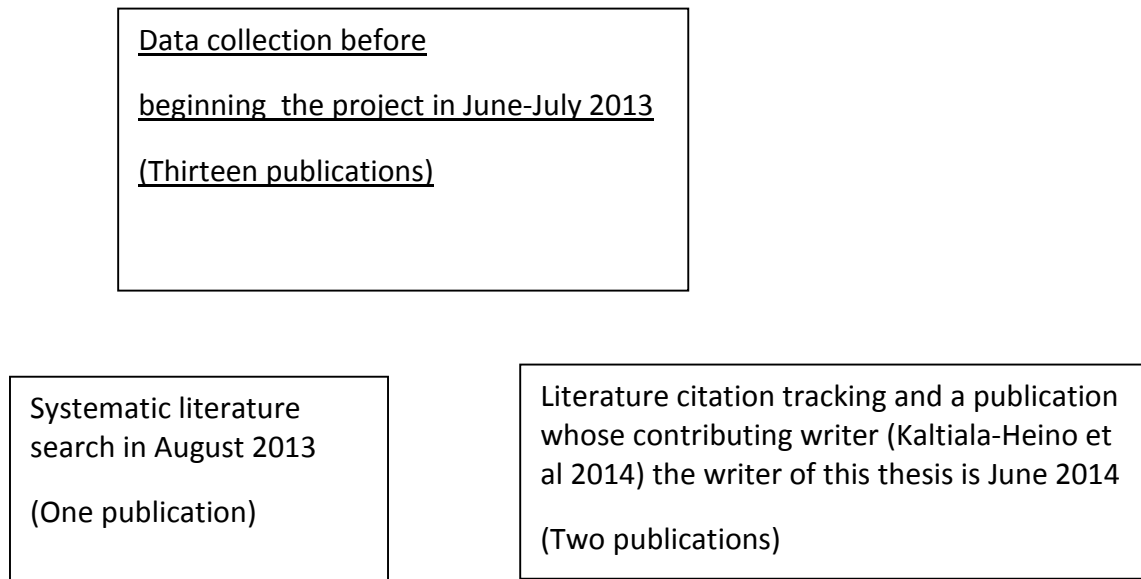 Data collection before
beginning  the project in June-July 2013
(Thirteen publications)
Systematic literature
search in August 2013
(One publication)
Literature citation tracking and a publication
whose contributing writer (Kaltiala-Heino et
al 2014) the writer of this thesis is June 2014
(Two publications)